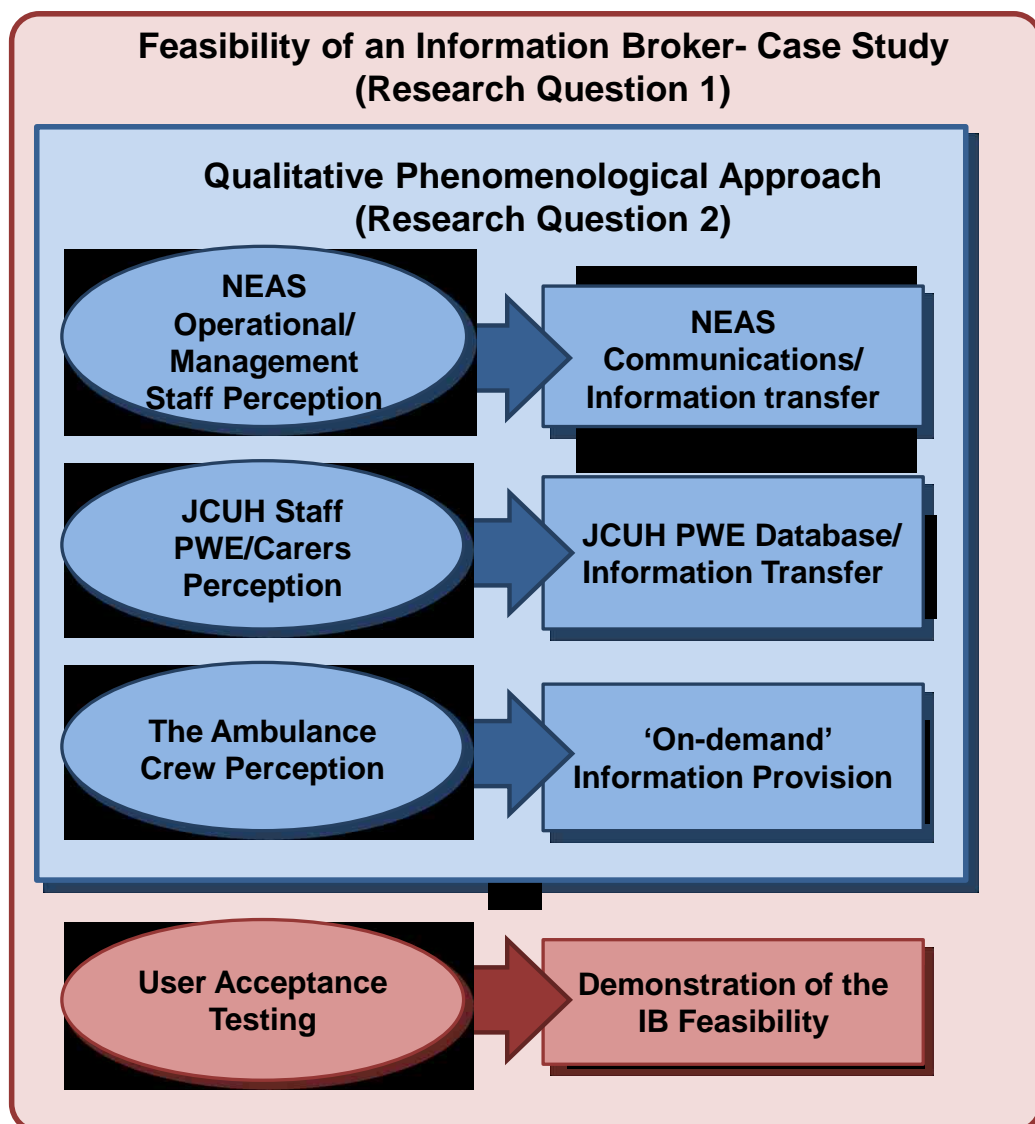 Feasibility of an Information Broker- Case Study
(Research Question 1)
Qualitative Phenomenological Approach
(Research Question 2)
NEAS
Operational/
Management
Staff Perception
NEAS
Communications/
Information transfer
JCUH Staff
PWE/Carers
Perception
JCUH PWE Database/
Information Transfer
The Ambulance
Crew Perception
‘On-demand’
Information Provision
User Acceptance
Testing
Demonstration of the
IB Feasibility